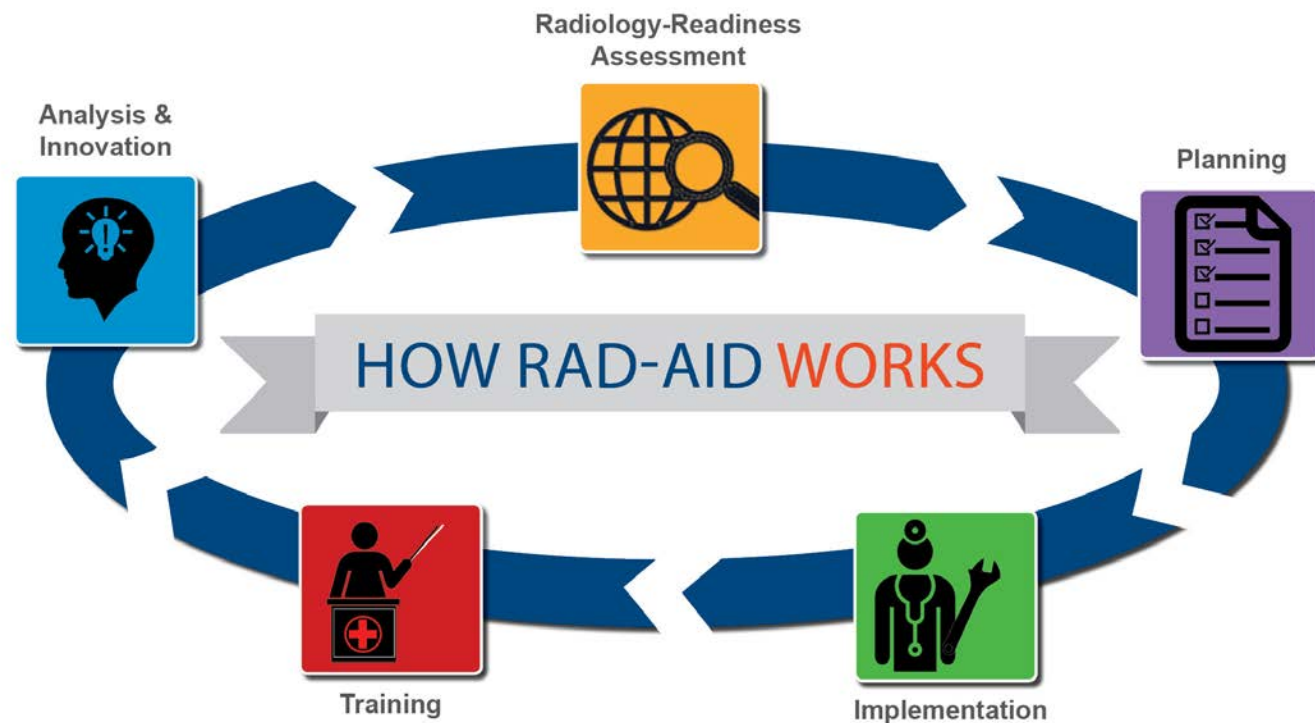 Radiology-Readiness
Assessment
Analysis &
Innovation
Planning
HOW RAD-AID WORKS
Training
Implementation